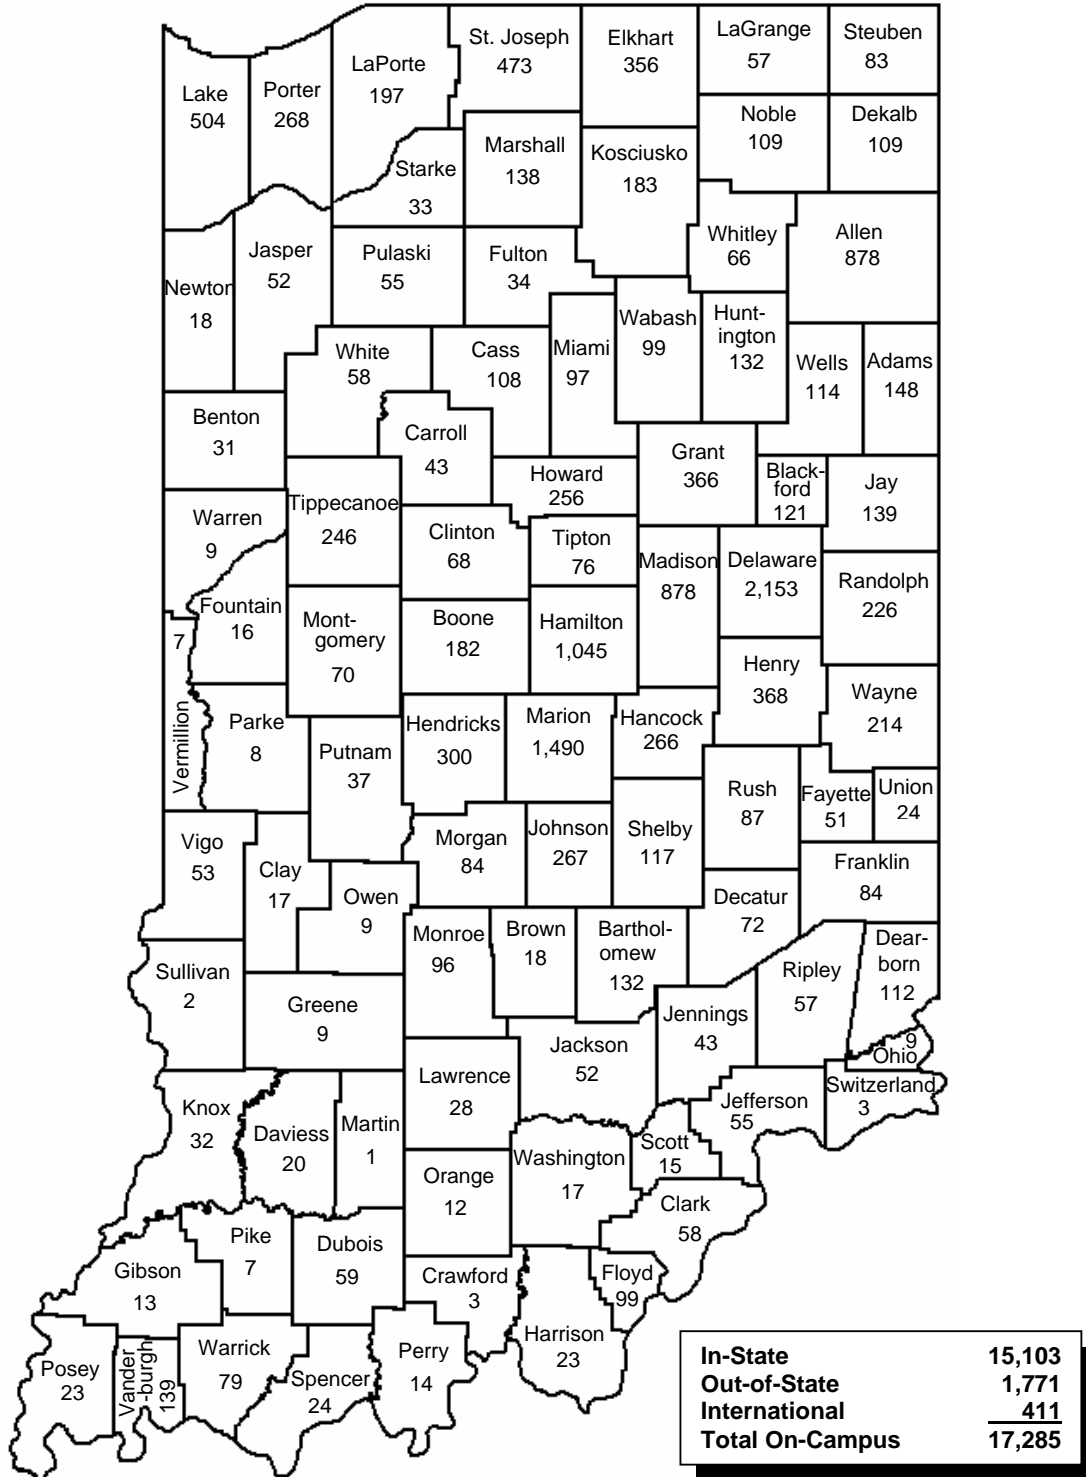 St. Joseph
473
Elkhart
356
LaGrange
57
Steuben
83
LaPorte
197
Lake
504
Porter
268
Noble
109
Dekalb
109
Marshall
138
Kosciusko
183
Starke
33
Whitley
66
Allen
878
Jasper
52
Pulaski
55
Fulton
34
Newton
18
Wabash
99
Hunt-
ington
132
White
58
Cass
108
Miami
97
Wells
114
Adams
148
Benton
31
Carroll
43
Grant
366
Black-
ford
121
Jay
139
Howard
256
Tippecanoe
246
Warren
9
Clinton
68
Tipton
76
Madison
878
Delaware
2,153
Randolph
226
Fountain
16
Mont-
gomery
70
Boone
182
Hamilton
1,045
7
Vermillion
Henry
368
Wayne
214
Parke
8
Putnam
37
Hendricks
300
Marion
1,490
Hancock
266
Rush
87
Fayette
51
Union
24
Vigo
53
Clay
17
Morgan
84
Johnson
267
Shelby
117
Franklin
84
Owen
9
Decatur
72
Monroe
96
Brown
18
Barthol-
omew
132
Dear-
born
112
Sullivan
2
Greene
9
Ripley
57
Jennings
43
9
Ohio
Jackson
52
Lawrence
28
Switzerland
3
Knox
32
Daviess
20
Martin
1
Jefferson
55
Scott
15
Washington
17
Orange
12
Clark
58
Pike
7
Dubois
59
Gibson
13
Crawford
3
Floyd
99
Harrison
23
Posey
23
Vander
-burgh
139
Warrick
79
Spencer
24
Perry
14
In-State 15,103
Out-of-State 1,771
International 411
Total On-Campus 17,285